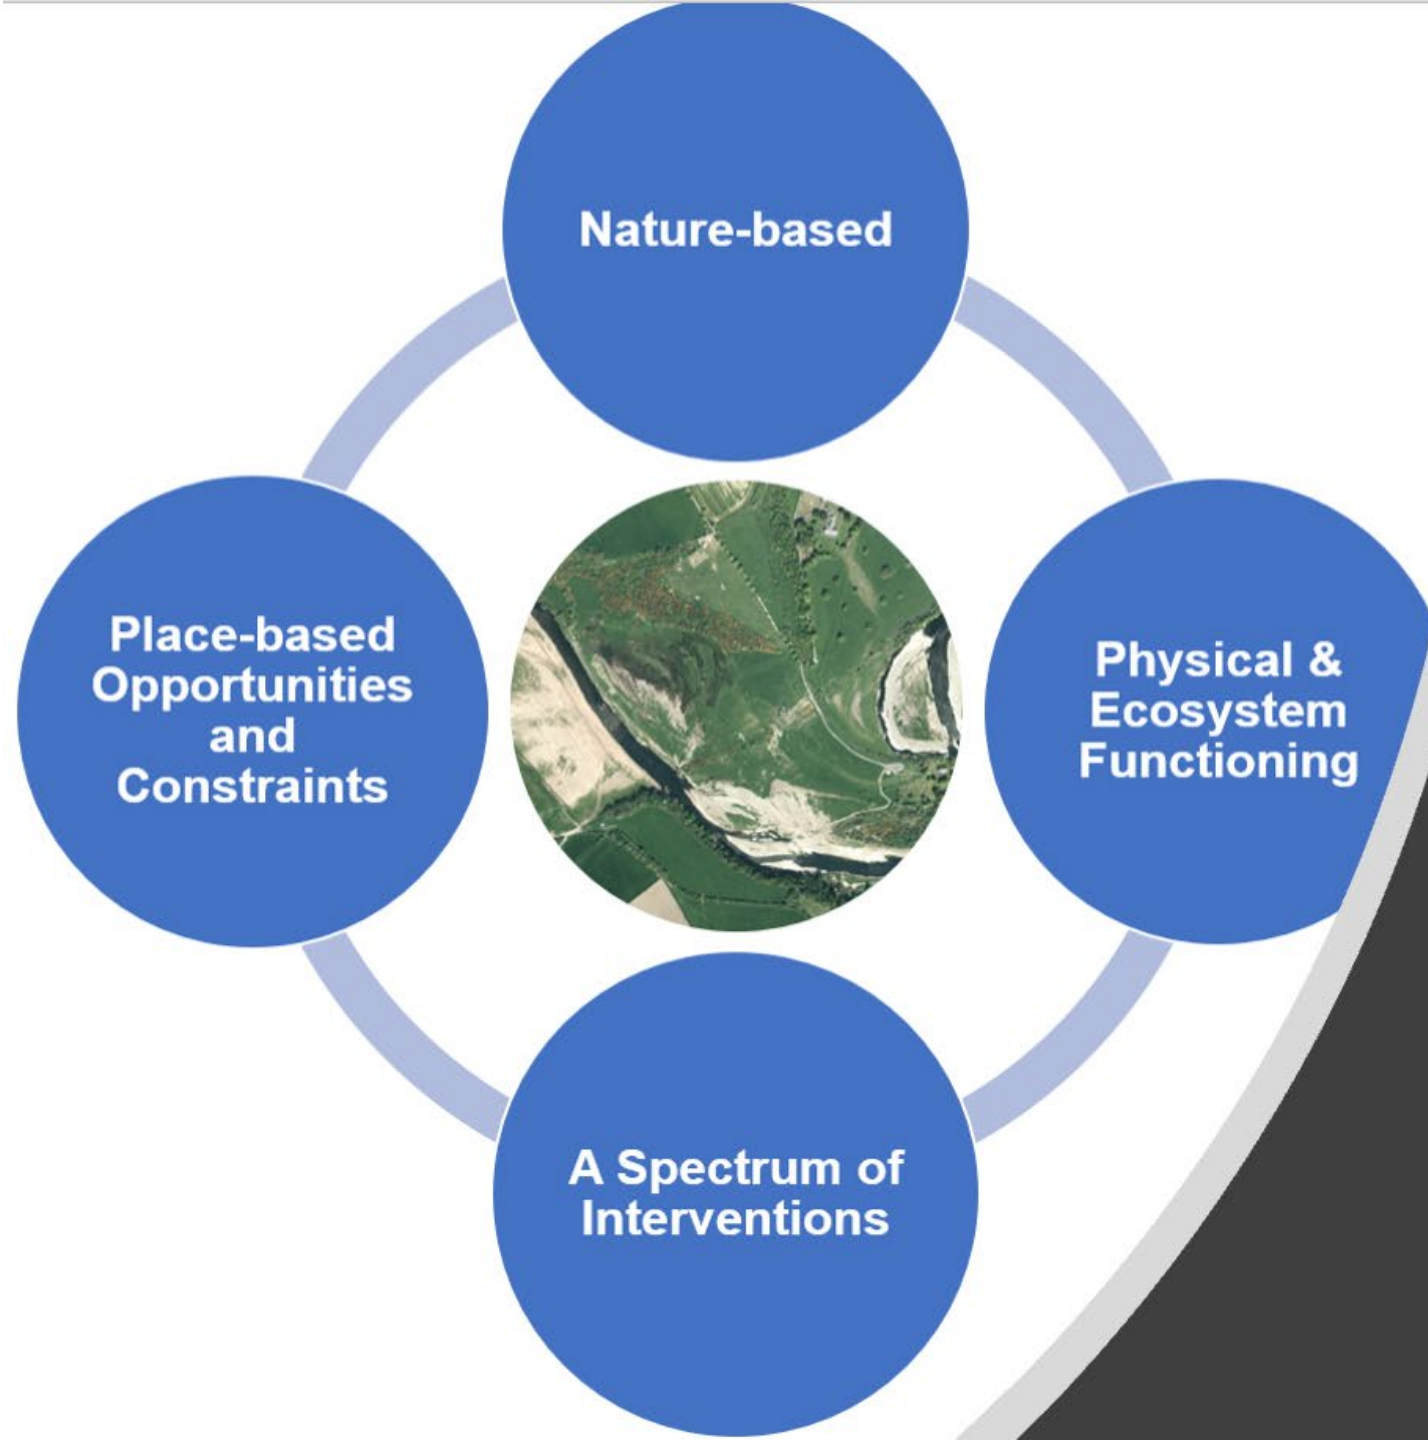 Nature-based
Place-based
Opportunities
and
Constraints
Physical &
Ecosystem
Functioning
A Spectrum of
Interventions